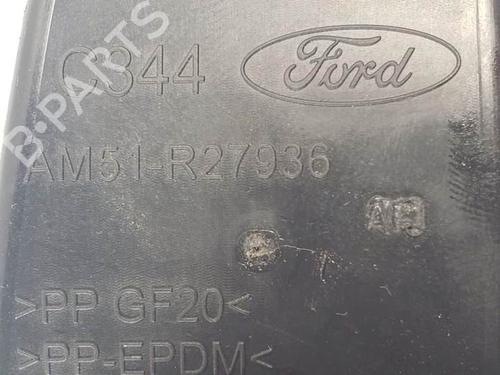 C344
Ford
AM51-R27936
>PP GF20<
>PP-EPDM<
B-PARTS